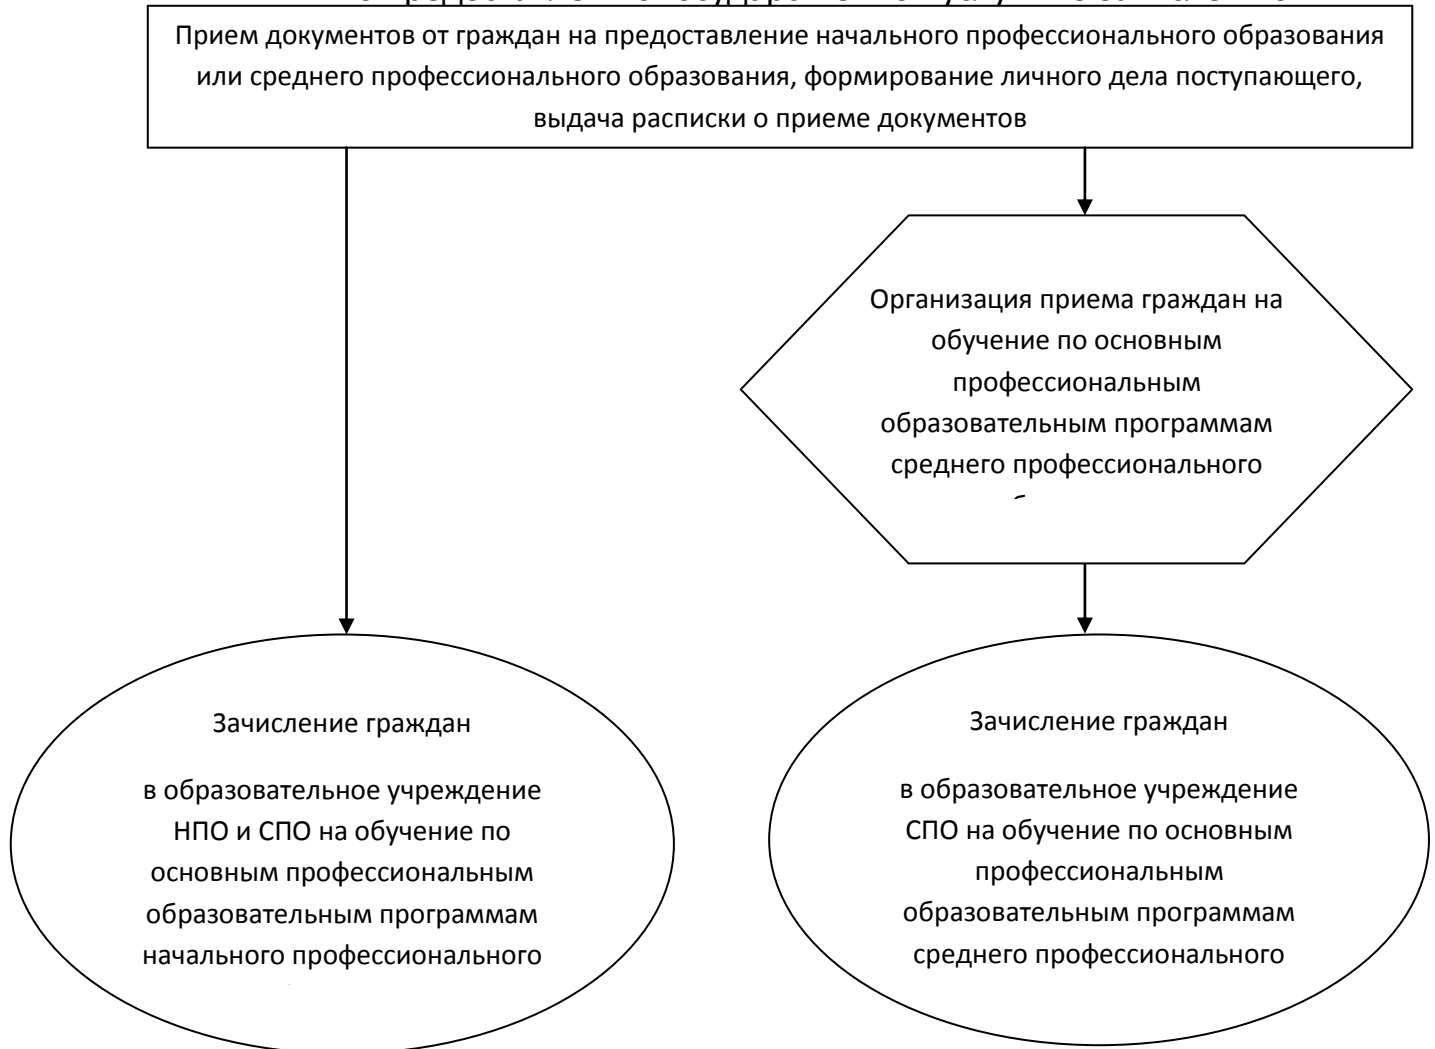 Прием документов от граждан на предоставление начального профессионального образования
или среднего профессионального образования, формирование личного дела поступающего,
выдача расписки о приеме документов
Организация приема граждан на
обучение по основным
профессиональным
образовательным программам
среднего профессионального
Зачисление граждан
в образовательное учреждение
НПО и СПО на обучение по
основным профессиональным
образовательным программам
начального профессионального
Зачисление граждан
в образовательное учреждение
СПО на обучение по основным
профессиональным
образовательным программам
среднего профессионального